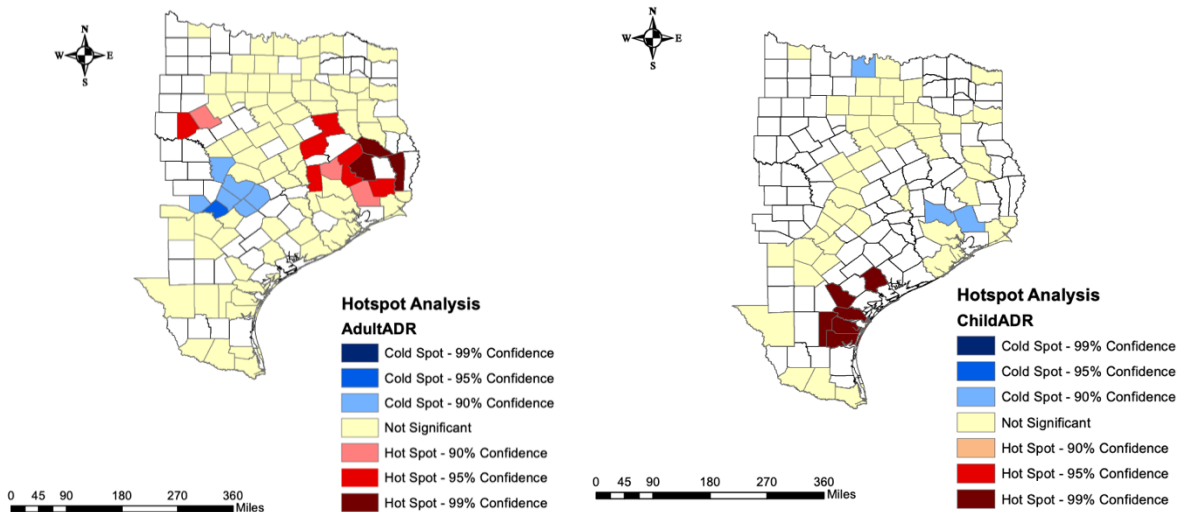 N
W E
S
Hotspot Analysis
AdultADR
Cold Spot - 99% Confidence
Cold Spot - 95% Confidence
Cold Spot - 90% Confidence
Not Significant
Hot Spot - 90% Confidence
Hot Spot - 95% Confidence
Hot Spot - 99% Confidence
0 45 90 180 270 360
Miles
N
W E
S
Hotspot Analysis
ChildADR
Cold Spot - 99% Confidence
Cold Spot - 95% Confidence
Cold Spot - 90% Confidence
Not Significant
Hot Spot - 90% Confidence
Hot Spot - 95% Confidence
Hot Spot - 99% Confidence
0 45 90 180 270 360
Miles